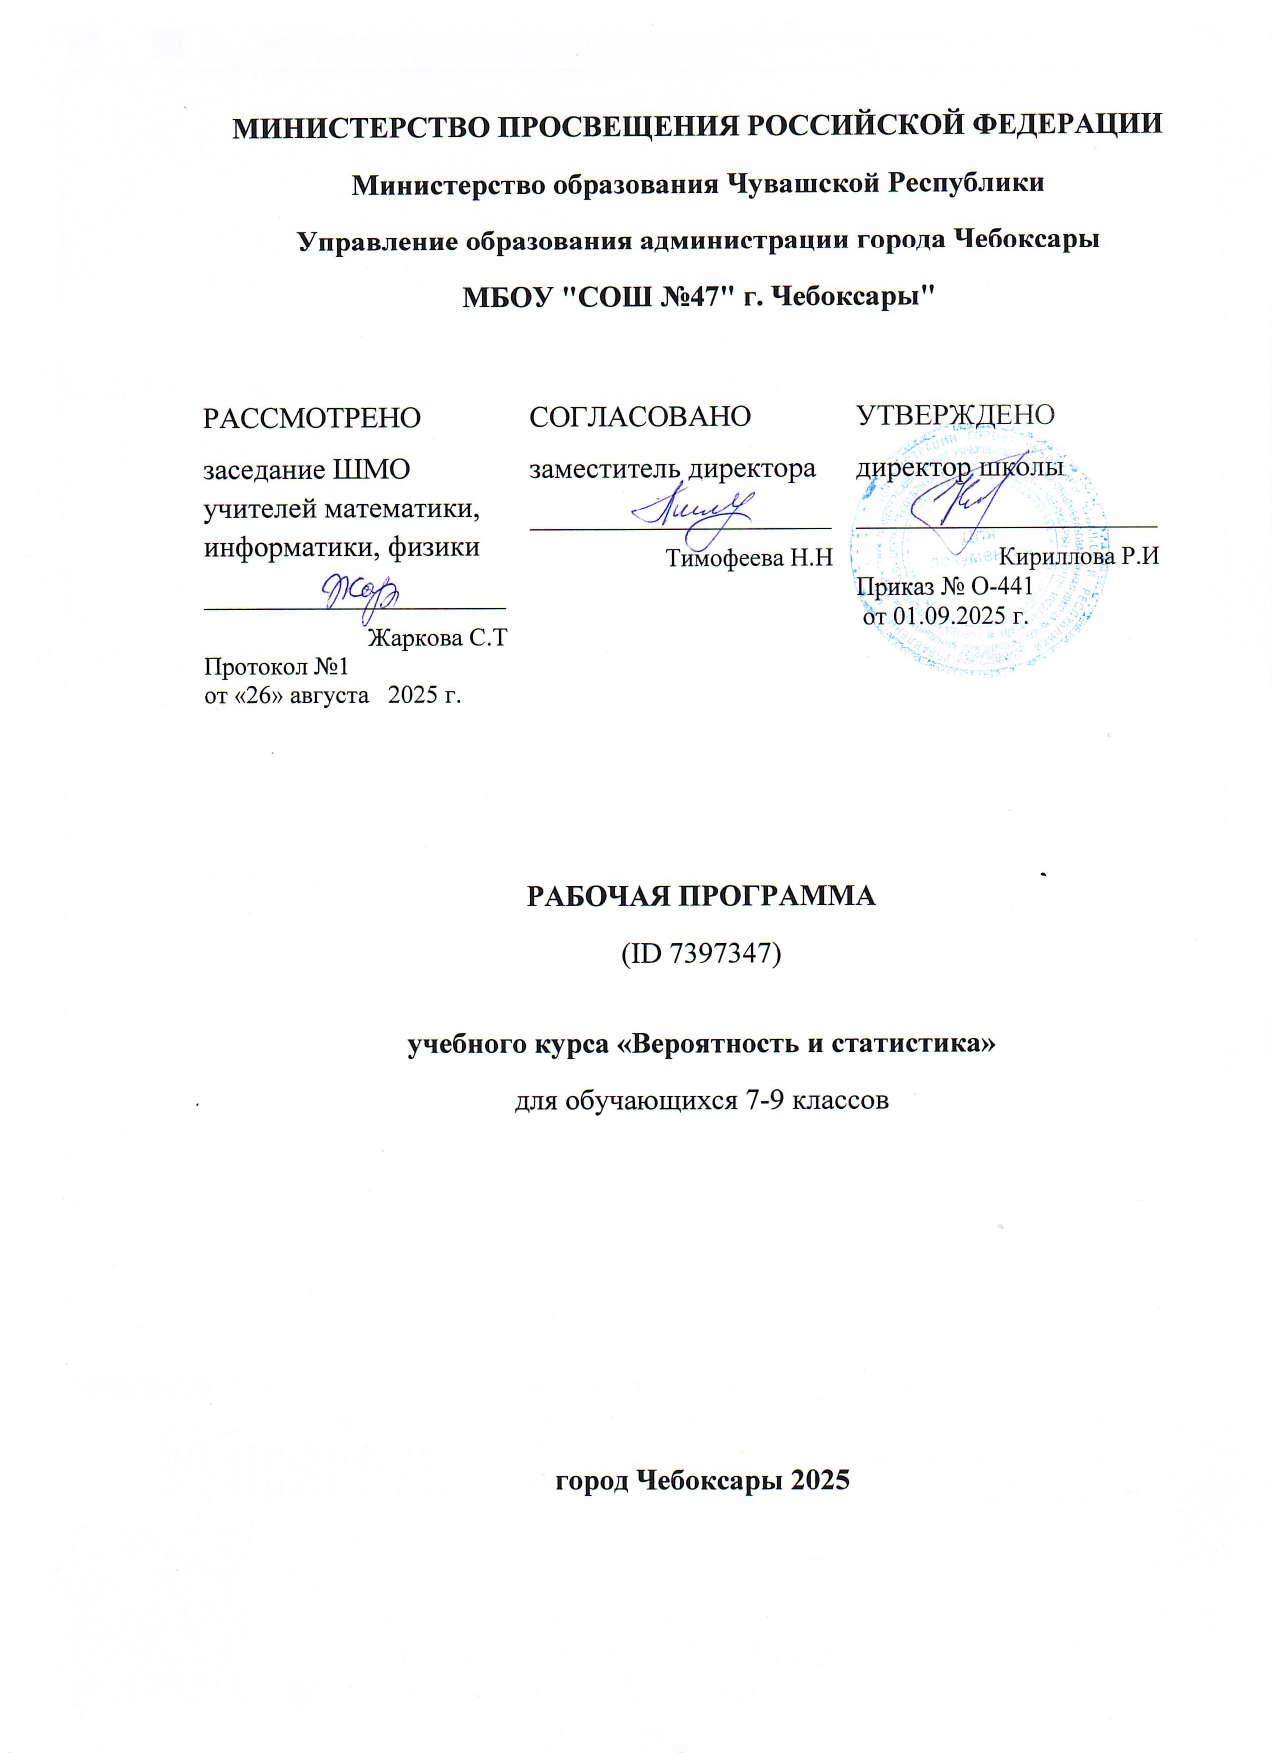 МИНИСТЕРСТВО ПРОСВЕЩЕНИЯ РОССИЙСКОЙ ФЕДЕРАЦИИ
Министерство образования Чувашской Республики
Управление образования администрации города Чебоксары
МБОУ "СОШ №47" г. Чебоксары"
РАССМОТРЕНО
заседание ШМО
учителей математики,
информатики, физики
Жаркова С.Т
Протокол №1
от «26» августа 2025 г.
СОГЛАСОВАНО
заместитель директора
Тимофеева Н.Н
УТВЕРЖДЕНО
директор школы
Кириллова Р.И
Приказ № О-441
от 01.09.2025 г.
РАБОЧАЯ ПРОГРАММА
(ID 7397347)
учебного курса «Вероятность и статистика»
для обучающихся 7-9 классов
город Чебоксары 2025